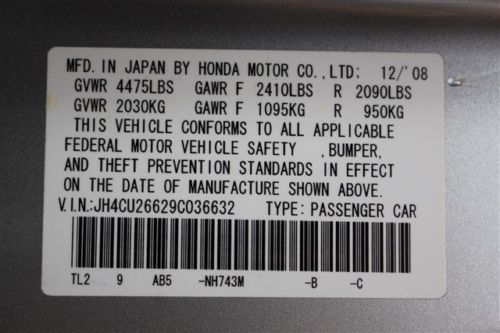 MFD. IN JAPAN BY HONDA MOTOR CO., LTD; 12/'08
GVWR 4475LBS GAWR F 2410LBS R 2090LBS
GVWR 2030KG GAWR F 1095KG R 950KG
THIS VEHICLE CONFORMS TO ALL APPLICABLE
FEDERAL MOTOR VEHICLE SAFETY ,BUMPER,
AND THEFT PREVENTION STANDARDS IN EFFECT
ON THE DATE OF MANUFACTURE SHOWN ABOVE.
V.I.N.:JH4CU26629C036632 TYPE: PASSENGER CAR
TL2 9 AB5 -NH743M -B -C